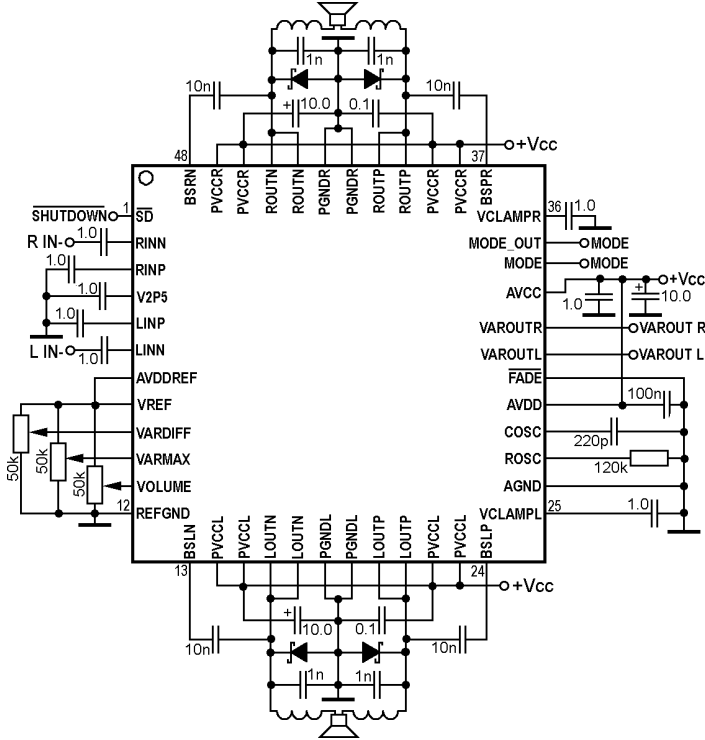 1n 1n
10n 10n
+ 10.0 0.1
48 37 +Vcc
BSRN PVCCR PVCCR ROUTN ROUTN PGNDR PGNDR ROUTP ROUTP PVCCR PVCCR BSPR
SHUTDOWN 1 SD
R IN- 1.0 RINN
1.0 RINP
1.0 V2P5
1.0 LINP
L IN- 1.0 LINN
AVDDREF
VREF
50k VARDIFF
50k VARMAX
50k VOLUME
12 REFGND
VCLAMPR 36 1.0
MODE_OUT MODE
MODE MODE
AVCC +Vcc
1.0 + 10.0
VAROUTR VAROUT R
VAROUTL VAROUT L
FADE
AVDD 100n
COSC 220p
ROSC 120k
AGND
VCLAMPL 25 1.0
BSLN PVCCL PVCCL LOUTN LOUTN PGNDL PGNDL LOUTP LOUTP PVCCL PVCCL BSLP
13 24 +Vcc
+ 10.0 0.1
10n 10n
1n 1n